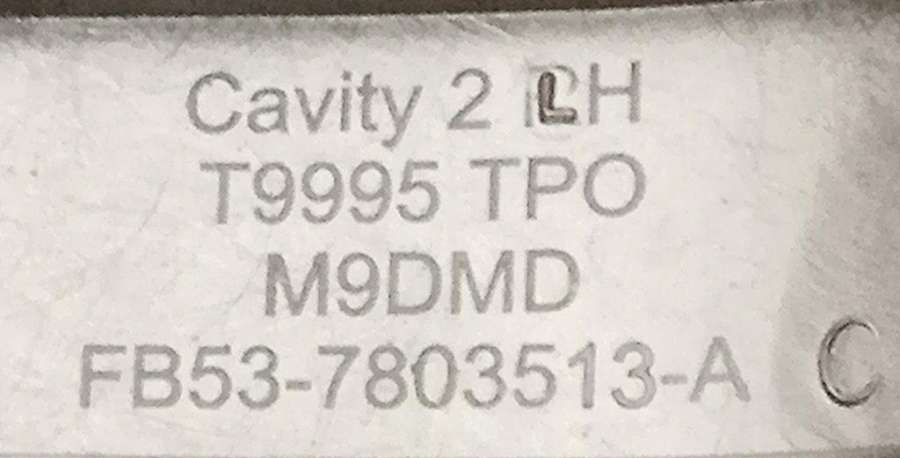 Cavity 2 LH
T9995 TPO
M9DMD
FB53-7803513-A C